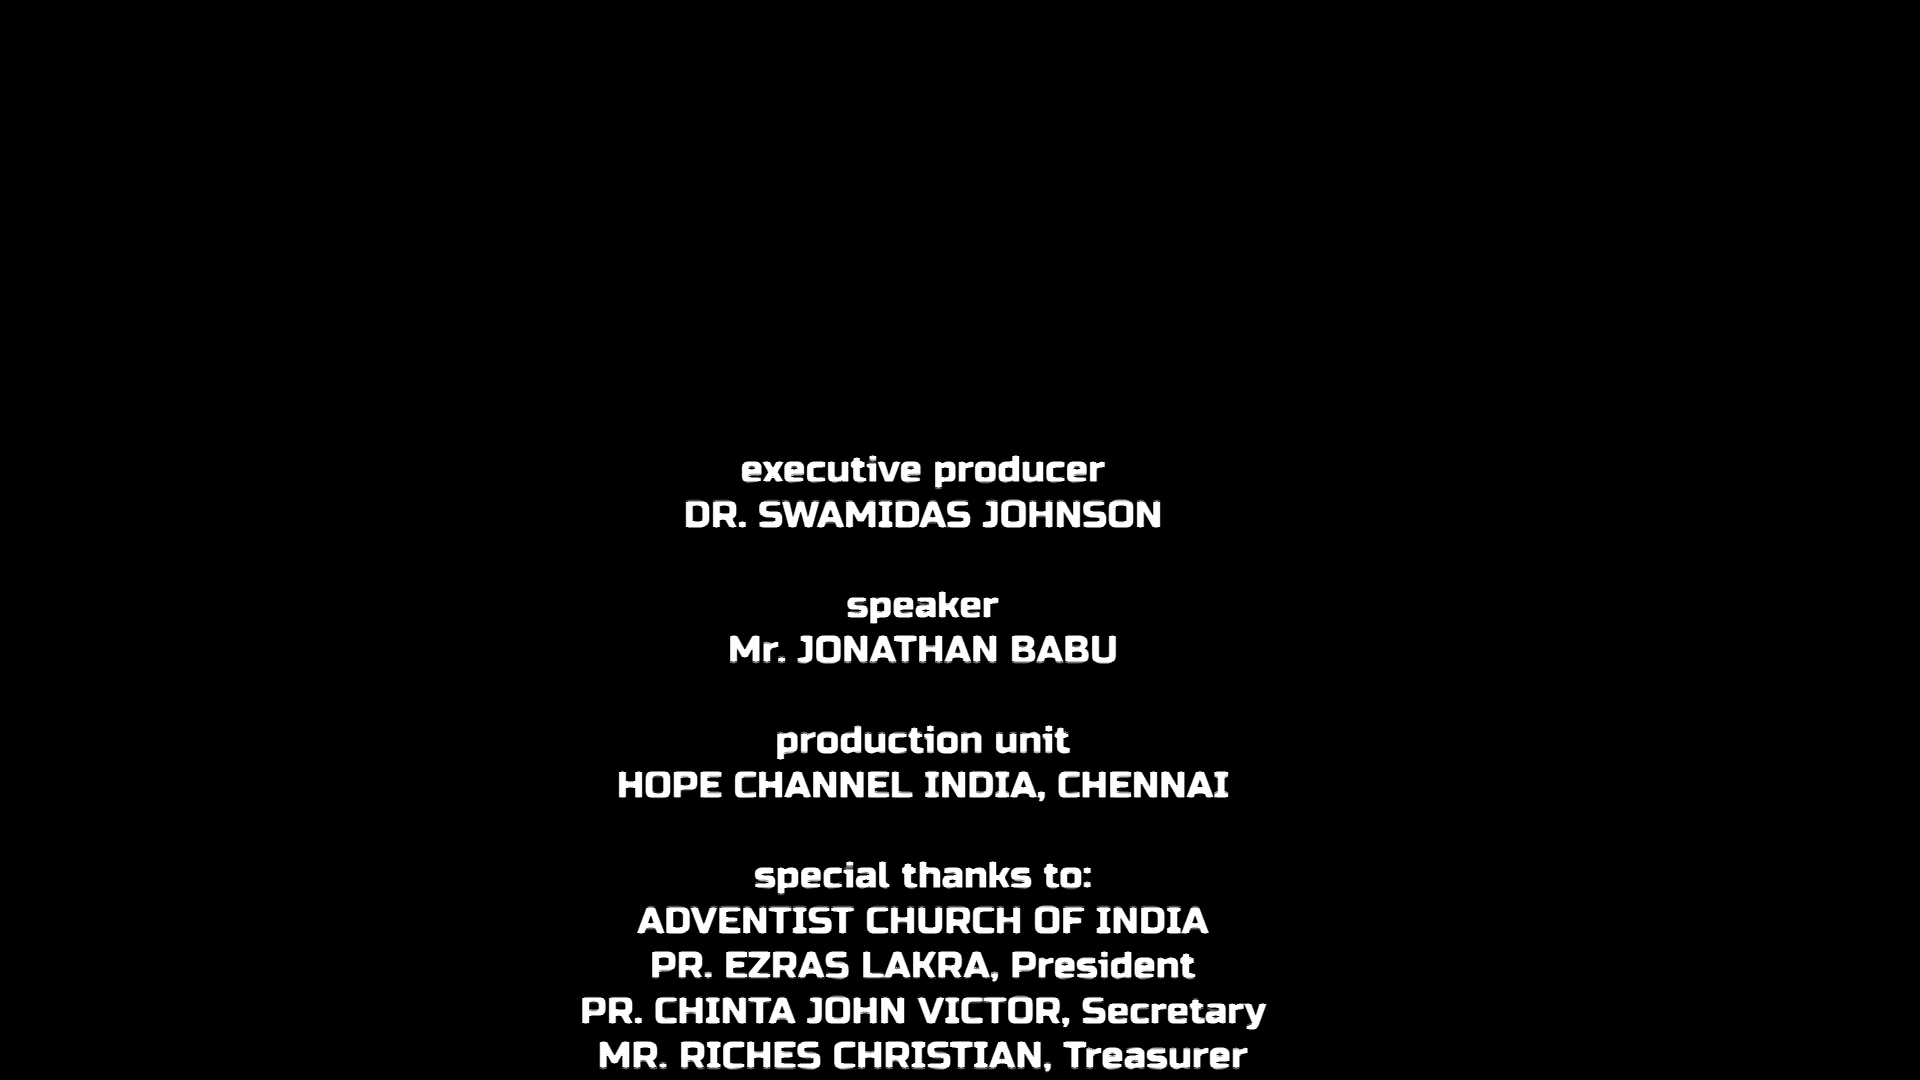 executive producer
DR. SWAMIDAS JOHNSON
speaker
Mr. JONATHAN BABU
production unit
HOPE CHANNEL INDIA, CHENNAI
special thanks to:
ADVENTIST CHURCH OF INDIA
PR. EZRAS LAKRA, President
PR. CHINTA JOHN VICTOR, Secretary
MR. RICHES CHRISTIAN, Treasurer